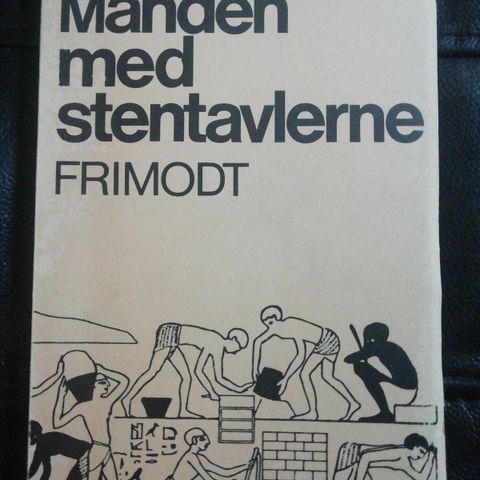 Manden
med
stentavlerne
FRIMODT